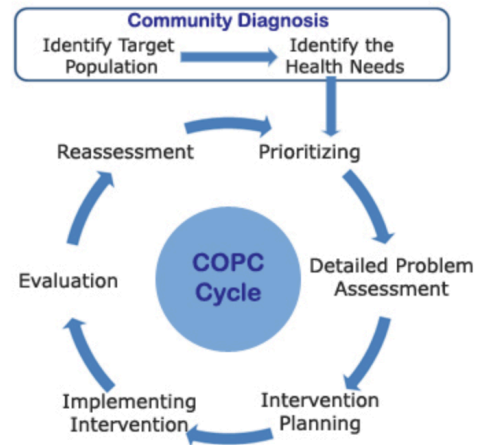 Community Diagnosis
Identify Target
Population
Identify the
Health Needs
Reassessment
Prioritizing
COPC
Cycle
Evaluation
Detailed Problem
Assessment
Implementing
Intervention
Intervention
Planning